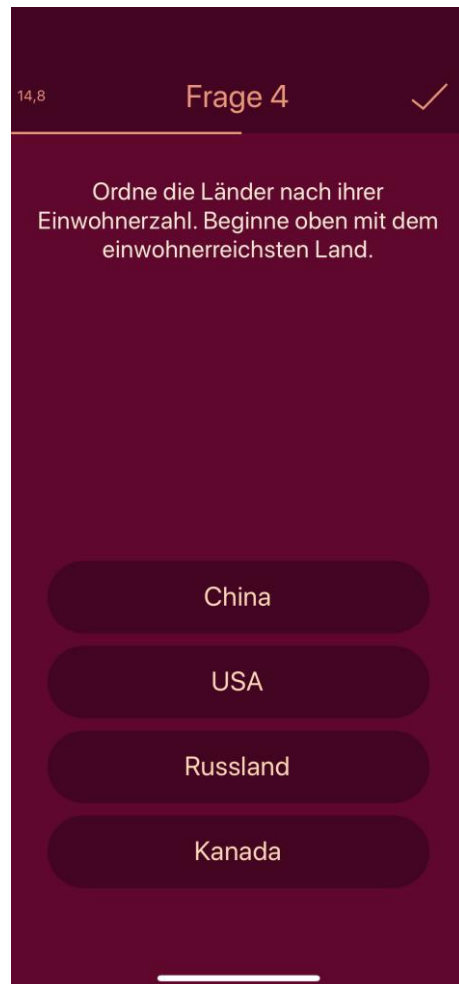 14,8
Frage 4
Ordne die Länder nach ihrer
Einwohnerzahl. Beginne oben mit dem
einwohnerreichsten Land.
China
USA
Russland
Kanada